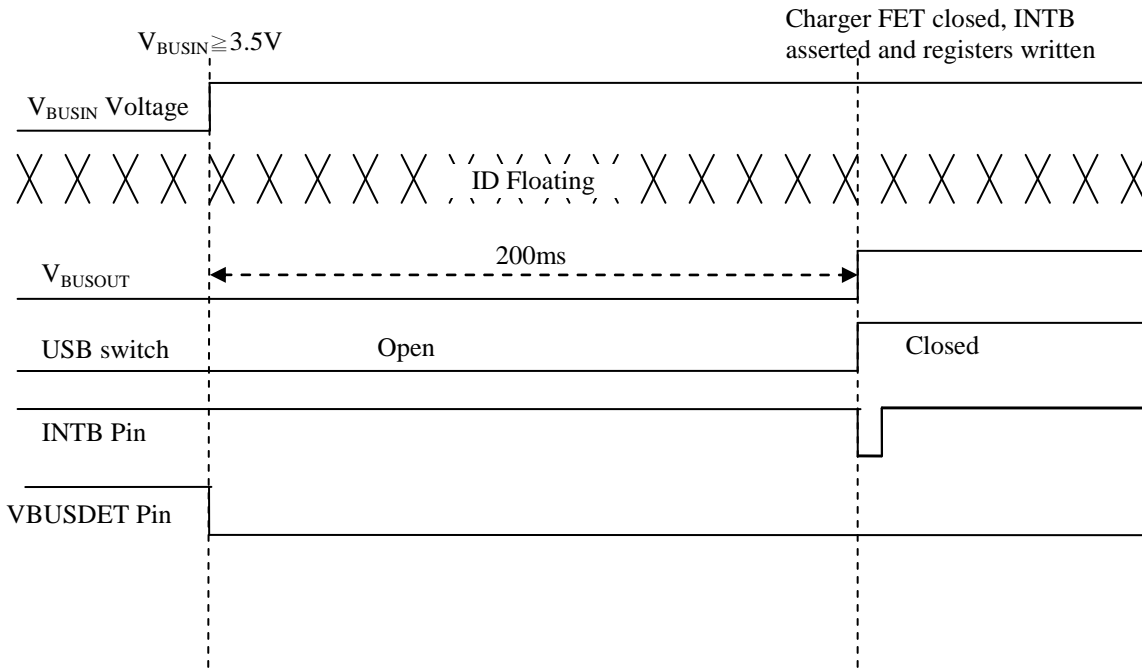 Charger FET closed, INTB
asserted and registers written
VBUSIN≧3.5V
VBUSIN Voltage
ID Floating
200ms
VBUSOUT
USB switch
Open
Closed
INTB Pin
VBUSDET Pin